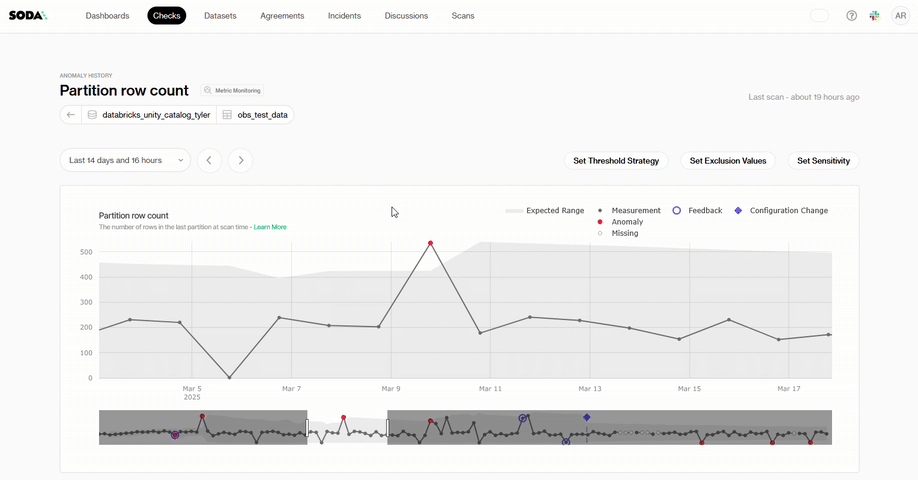 SODA Dashboards Checks Datasets Agreements Incidents Discussions Scans AR
ANOMALY HISTORY
Partition row count Metric Monitoring
Last scan - about 19 hours ago
databricks_unity_catalog_tyler obs_test_data
Last 14 days and 16 hours Set Threshold Strategy Set Exclusion Values Set Sensitivity
Partition row count
The number of rows in the last partition at scan time - Learn More
Expected Range Measurement Feedback Configuration Change
Anomaly
Missing
500
400
300
200
100
0
Mar 5 Mar 7 Mar 9 Mar 11 Mar 13 Mar 15 Mar 17
2025